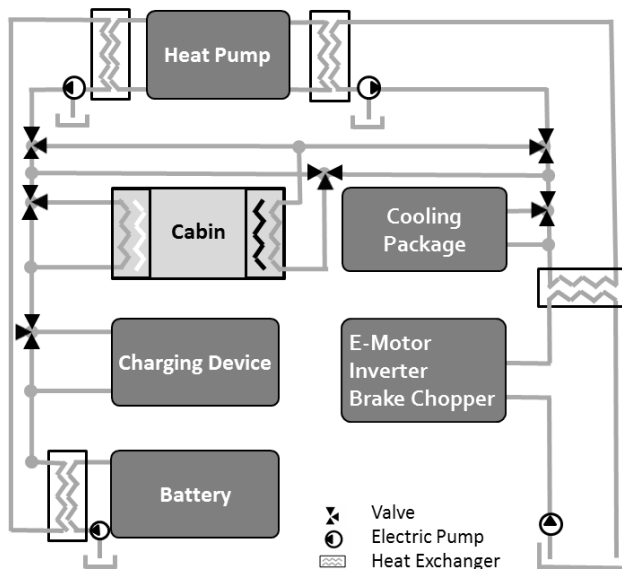 Heat Pump
Cabin
Cooling
Package
Charging Device
E-Motor
Inverter
Brake Chopper
Battery
Valve
Electric Pump
Heat Exchanger